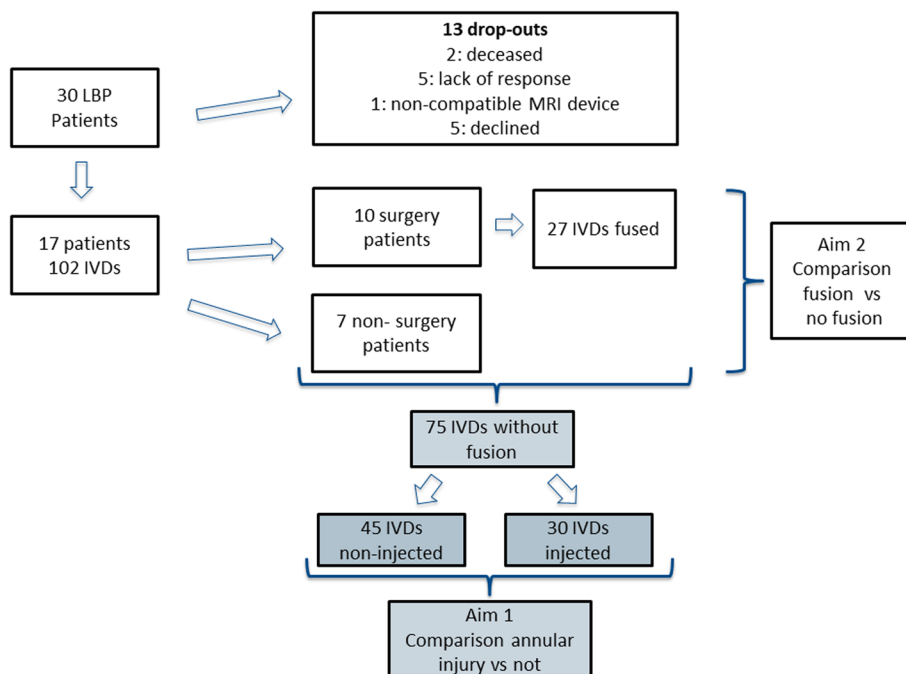 13 drop-outs
2: deceased
5: lack of response
1: non-compatible MRI device
5: declined
30 LBP
Patients
17 patients
102 IVDs
10 surgery
patients
27 IVDs fused
7 non- surgery
patients
Aim 2
Comparison
fusion vs
no fusion
75 IVDs without
fusion
45 IVDs
non-injected
30 IVDs
injected
Aim 1
Comparison annular
injury vs not